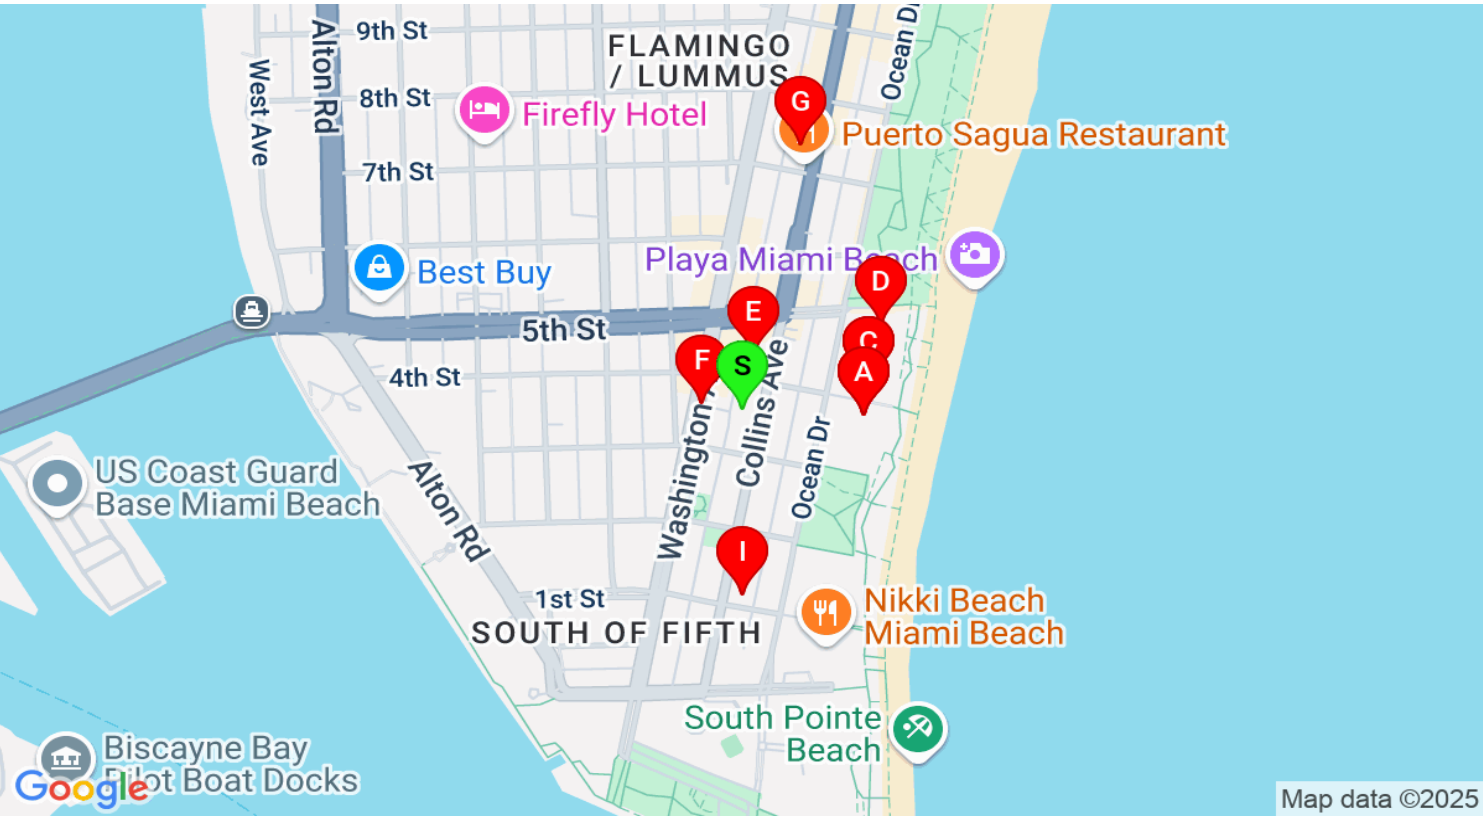 9th St
Alton Rd
West Ave
FLAMINGO
/ LUMMUS
Ocean Dr
8th St
Firefly Hotel
G
Puerto Sagua Restaurant
7th St
Playa Miami Beach
Best Buy
D
E
5th St
C
F
S
A
4th St
Washington
Collins Ave
Ocean Dr
US Coast Guard
Base Miami Beach
Alton Rd
I
1st St
Nikki Beach
Miami Beach
SOUTH OF FIFTH
South Pointe
Beach
Biscayne Bay
Pilot Boat Docks
Google
Map data ©2025